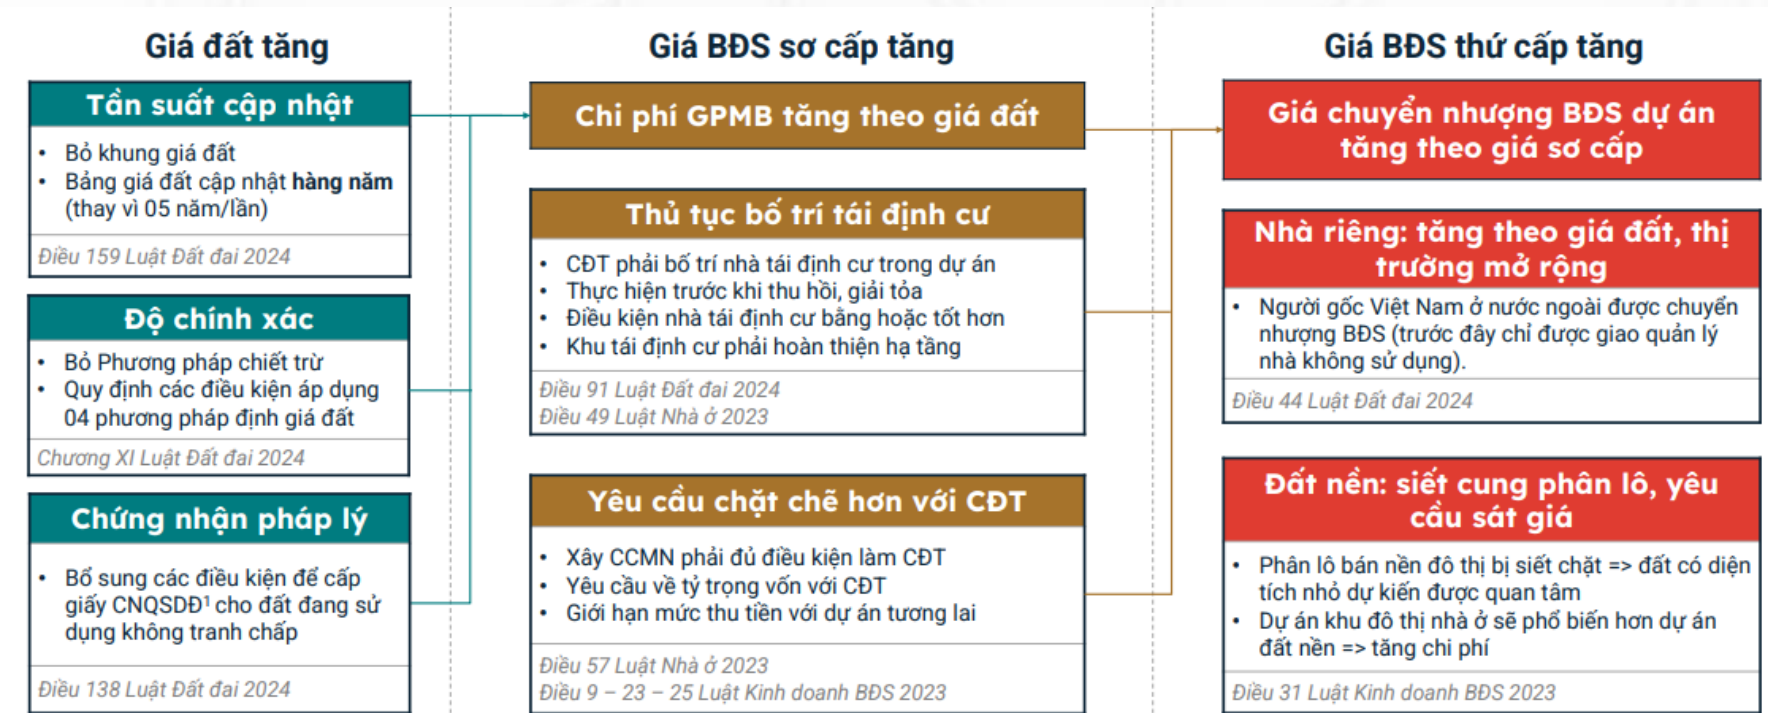 Giá đất tăng
Tần suất cập nhật
• Bỏ khung giá đất
• Bảng giá đất cập nhật hàng năm
(thay vì 05 năm/lần)
Điều 159 Luật Đất đai 2024
Độ chính xác
• Bỏ Phương pháp chiết trừ
• Quy định các điều kiện áp dụng
04 phương pháp định giá đất
Chương XI Luật Đất đai 2024
Chứng nhận pháp lý
• Bổ sung các điều kiện để cấp
giấy CNQSDĐ¹ cho đất đang sử
dụng không tranh chấp
Điều 138 Luật Đất đai 2024
Giá BĐS sơ cấp tăng
Chi phí GPMB tăng theo giá đất
Thủ tục bố trí tái định cư
• CĐT phải bố trí nhà tái định cư trong dự án
• Thực hiện trước khi thu hồi, giải tỏa
• Điều kiện nhà tái định cư bằng hoặc tốt hơn
• Khu tái định cư phải hoàn thiện hạ tầng
Điều 91 Luật Đất đai 2024
Điều 49 Luật Nhà ở 2023
Yêu cầu chặt chẽ hơn với CĐT
• Xây CCMN phải đủ điều kiện làm CĐT
• Yêu cầu về tỷ trọng vốn với CĐT
• Giới hạn mức thu tiền với dự án tương lai
Điều 57 Luật Nhà ở 2023
Điều 9 – 23 – 25 Luật Kinh doanh BĐS 2023
Giá BĐS thứ cấp tăng
Giá chuyển nhượng BĐS dự án
tăng theo giá sơ cấp
Nhà riêng: tăng theo giá đất, thị
trường mở rộng
• Người gốc Việt Nam ở nước ngoài được chuyển
nhượng BĐS (trước đây chỉ được giao quản lý
nhà không sử dụng).
Điều 44 Luật Đất đai 2024
Đất nền: siết cung phân lô, yêu
cầu sát giá
• Phân lô bán nền đô thị bị siết chặt => đất có diện
tích nhỏ dự kiến được quan tâm
• Dự án khu đô thị nhà ở sẽ phổ biến hơn dự án
đất nền => tăng chi phí
Điều 31 Luật Kinh doanh BĐS 2023